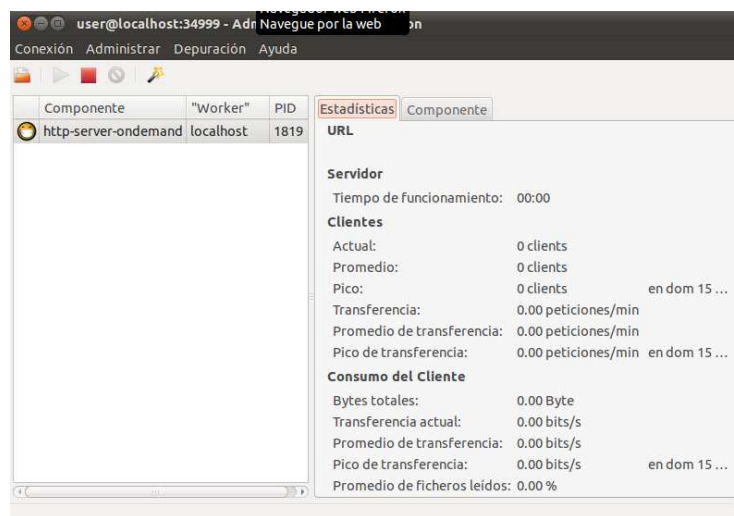 user@localhost:34999 - Adm
Navegue por la web
on
Conexión Administrar Depuración Ayuda
Componente "Worker" PID
http-server-ondemand localhost 1819
Estadísticas Componente
URL
Servidor
Tiempo de funcionamiento: 00:00
Clientes
Actual: 0 clients
Promedio: 0 clients
Pico: 0 clients en dom 15 ...
Transferencia: 0.00 peticiones/min
Promedio de transferencia: 0.00 peticiones/min
Pico de transferencia: 0.00 peticiones/min en dom 15 ...
Consumo del Cliente
Bytes totales: 0.00 Byte
Transferencia actual: 0.00 bits/s
Promedio de transferencia: 0.00 bits/s
Pico de transferencia: 0.00 bits/s en dom 15 ...
Promedio de ficheros leídos: 0.00 %